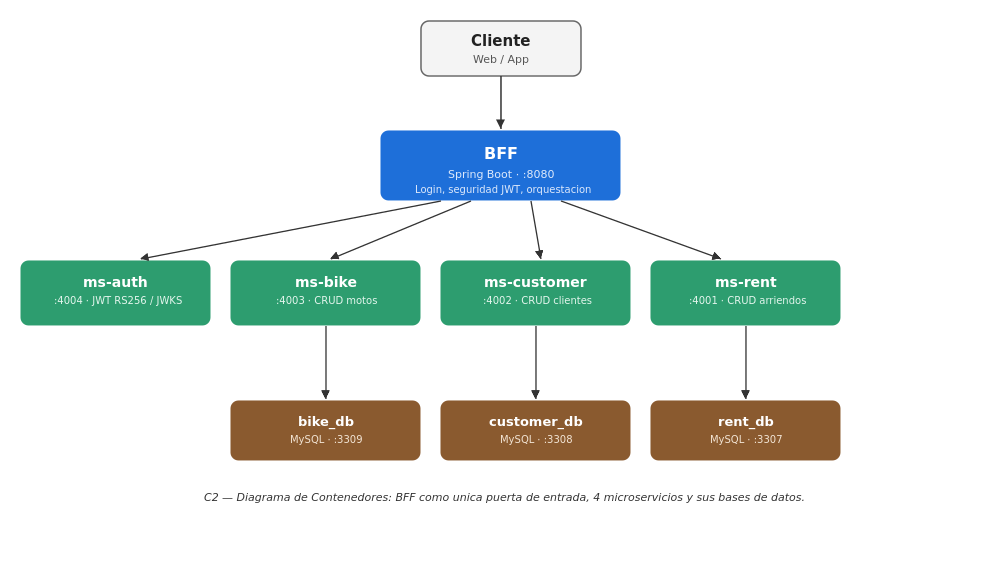 Cliente
Web / App
BFF
Spring Boot · :8080
Login, seguridad JWT, orquestacion
ms-auth
:4004 · JWT RS256 / JWKS
ms-bike
:4003 · CRUD motos
ms-customer
:4002 · CRUD clientes
ms-rent
:4001 · CRUD arriendos
bike_db
MySQL · :3309
customer_db
MySQL · :3308
rent_db
MySQL · :3307
C2 — Diagrama de Contenedores: BFF como unica puerta de entrada, 4 microservicios y sus bases de datos.